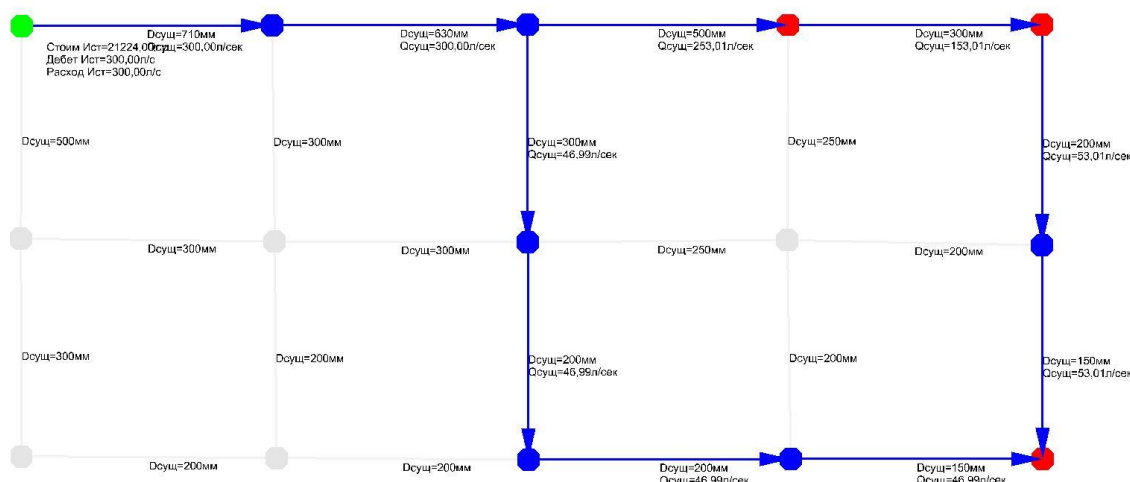 Dсущ=710мм
Qсущ=300,00л/сек
Стоим Ист=21224,00
Дебет Ист=300,00л/с
Расход Ист=300,00л/с
Dсущ=630мм
Qсущ=300,00л/сек
Dсущ=500мм
Qсущ=253,01л/сек
Dсущ=300мм
Qсущ=153,01л/сек
Dсущ=500мм
Dсущ=300мм
Dсущ=300мм
Qсущ=46,99л/сек
Dсущ=250мм
Dсущ=200мм
Qсущ=53,01л/сек
Dсущ=300мм
Dсущ=300мм
Dсущ=250мм
Dсущ=200мм
Dсущ=300мм
Dсущ=200мм
Dсущ=200мм
Qсущ=46,99л/сек
Dсущ=200мм
Dсущ=150мм
Qсущ=53,01л/сек
Dсущ=200мм
Dсущ=200мм
Dсущ=200мм
Qсущ=46,99л/сек
Dсущ=150мм
Qсущ=46,99л/сек